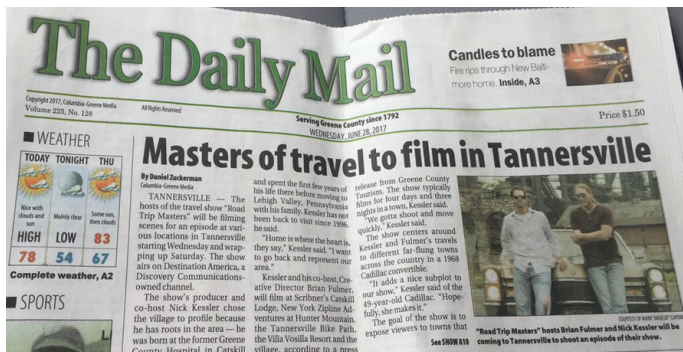 The Daily Mail
Candles to blame
Fire rips through New Balti-
more home. Inside, A3
Copyright 2017, Columbia-Greene Media
Volume 225, No. 128
All Rights Reserved
Serving Greene County since 1792
WEDNESDAY, JUNE 28, 2017
Price $1.50
WEATHER
TODAY TONIGHT THU
Nice with
clouds and
sun
Mainly clear
Some sun,
then clouds
HIGH LOW 83
78 54 67
Complete weather, A2
SPORTS
Masters of travel to film in Tannersville
By Daniel Zuckerman
Columbia-Greene Media
TANNERSVILLE — The
hosts of the travel show "Road
Trip Masters" will be filming
scenes for an episode at vari-
ous locations in Tannersville
starting Wednesday and wrap-
ping up Saturday. The show
airs on Destination America, a
Discovery Communications-
owned channel.
The show's producer and
co-host Nick Kessler chose
the village to profile because
he has roots in the area — he
was born at the former Greene
County Hospital in Catskill
and spent the first few years of
his life there before moving to
Lehigh Valley, Pennsylvania
with his family. Kessler has not
been back to visit since 1996,
he said.
"Home is where the heart is,
they say," Kessler said. "I want
to go back and represent our
area."
Kessler and his co-host, Cre-
ative Director Brian Fulmer,
will film at Scribner's Catskill
Lodge, New York Zipline Ad-
ventures at Hunter Mountain,
the Tannersville Bike Path,
the Villa Vosilla Resort and the
village, according to a press
release from Greene County
Tourism. The show typically
films for four days and three
nights in a town, Kessler said.
"We gotta shoot and move
quickly," Kessler said.
The show centers around
Kessler and Fulmer's travels
to different far-flung towns
across the country in a 1968
Cadillac convertible.
"It adds a nice subplot to
our show," Kessler said of the
49-year-old Cadillac. "Hope-
fully, she makes it."
The goal of the show is to
expose viewers to towns that
See SHOW A10
COURTESY OF MARK "MASCAT" CAPON
"Road Trip Masters" hosts Brian Fulmer and Nick Kessler will be
coming to Tannersville to shoot an episode of their show.